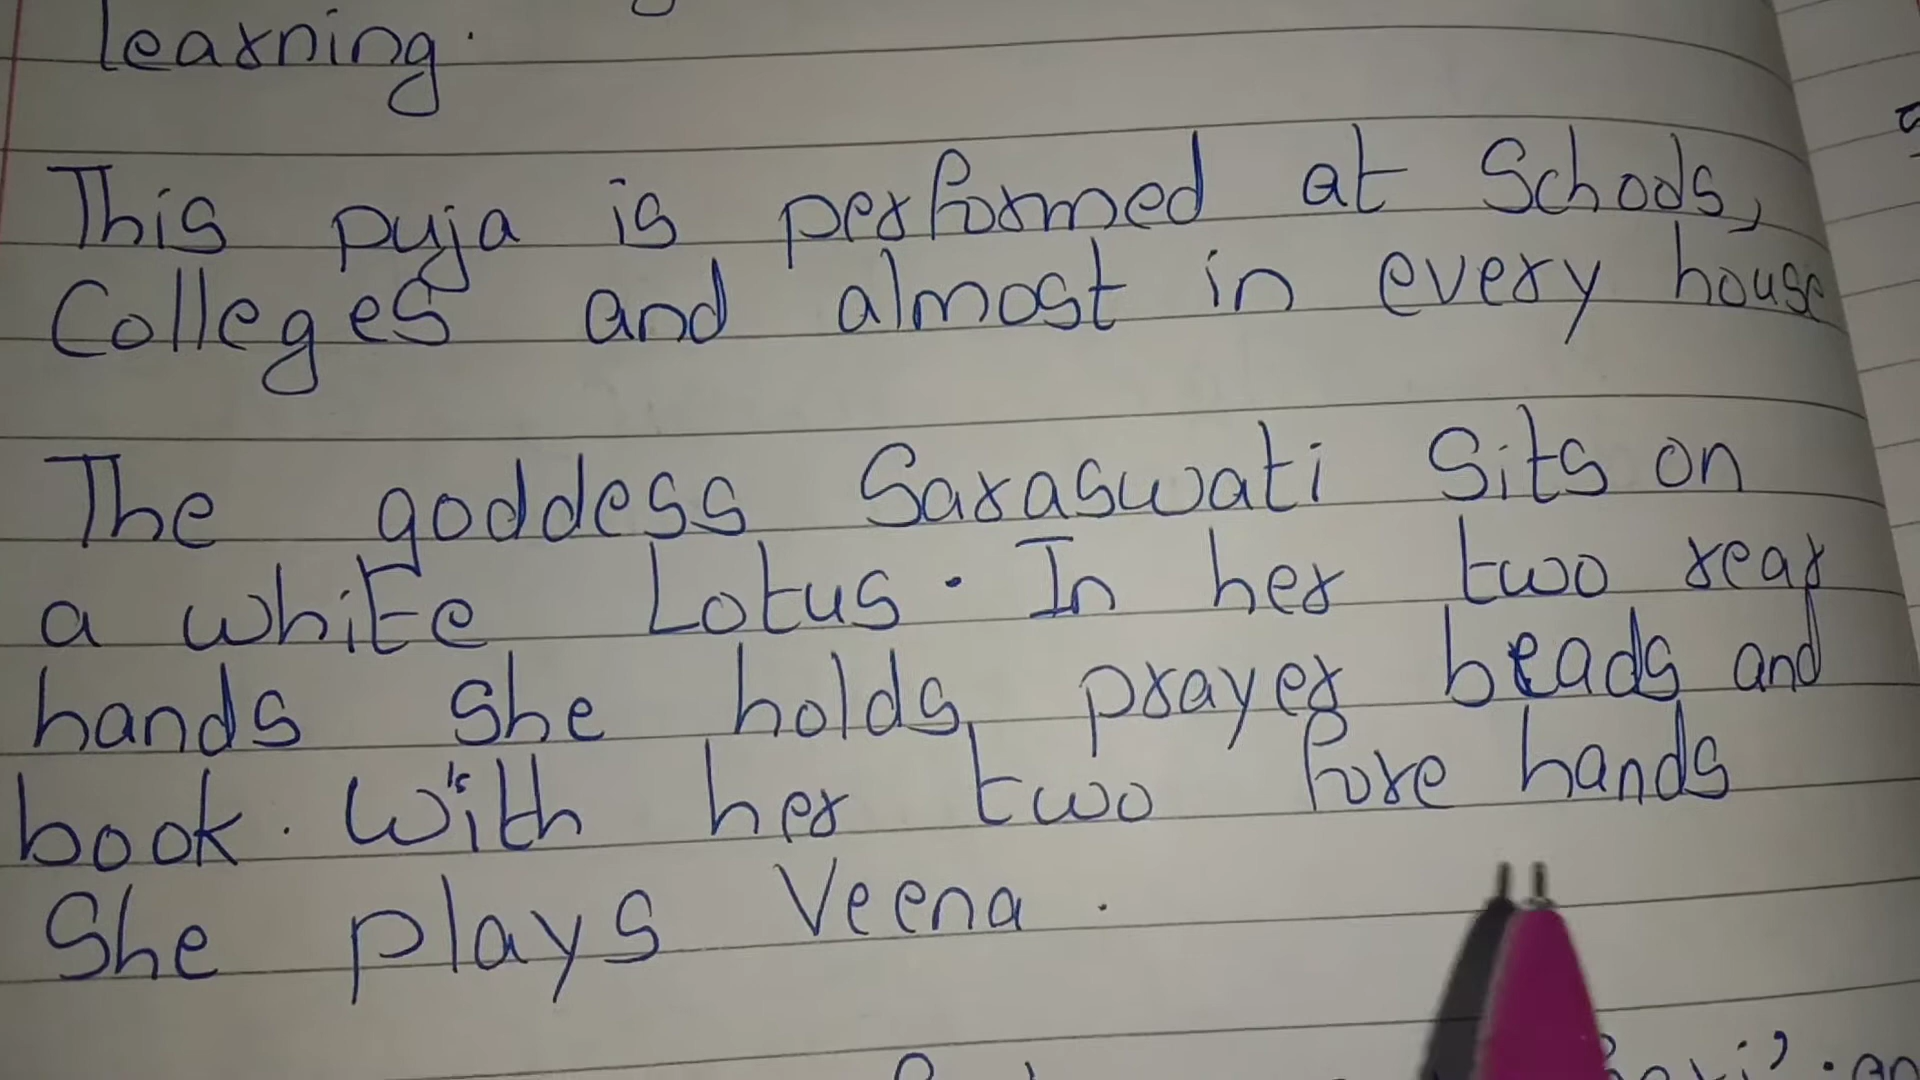 learning.
This puja is performed at Schools,
Colleges and almost in every house
The goddess Saraswati Sits on
a white Lotus. In her two rear
hands She holds prayer beads and
book. With her two fore hands
She plays Veena.